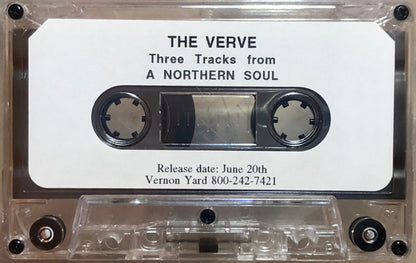 THE VERVE
Three Tracks from
A NORTHERN SOUL
Release date: June 20th
Vernon Yard 800-242-7421